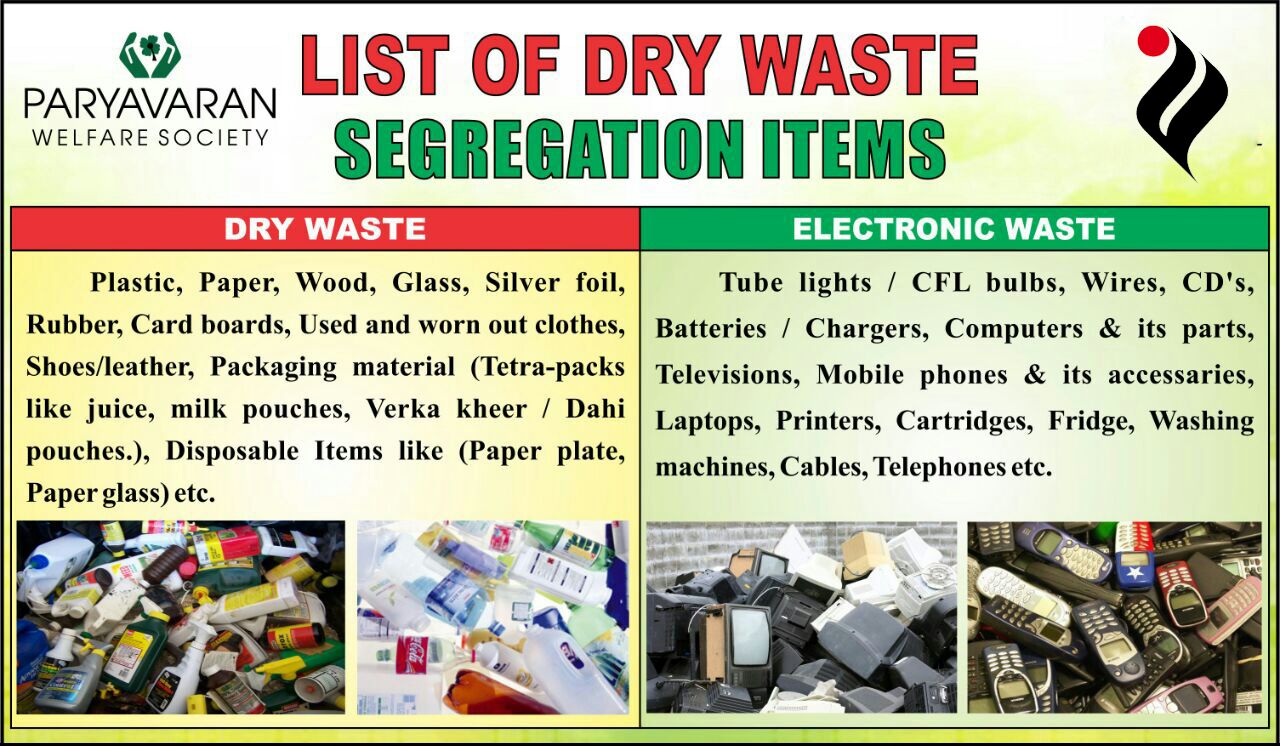 PARYAVARAN
WELFARE SOCIETY
LIST OF DRY WASTE
SEGREGATION ITEMS
DRY WASTE
Plastic, Paper, Wood, Glass, Silver foil,
Rubber, Card boards, Used and worn out clothes,
Shoes/leather, Packaging material (Tetra-packs
like juice, milk pouches, Verka kheer / Dahi
pouches.), Disposable Items like (Paper plate,
Paper glass) etc.
ELECTRONIC WASTE
Tube lights / CFL bulbs, Wires, CD's,
Batteries / Chargers, Computers & its parts,
Televisions, Mobile phones & its accessaries,
Laptops, Printers, Cartridges, Fridge, Washing
machines, Cables, Telephones etc.